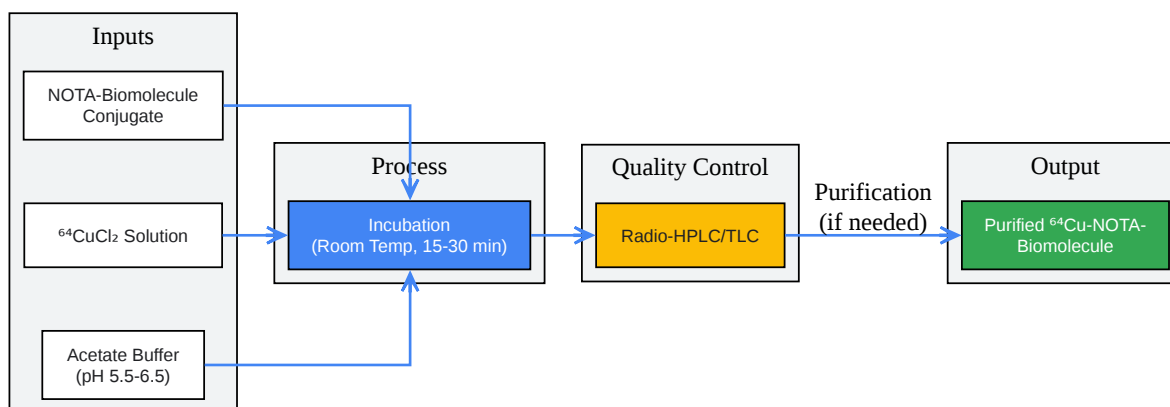 Inputs
NOTA-Biomolecule
Conjugate
⁶⁴CuCl₂ Solution
Acetate Buffer
(pH 5.5-6.5)
Process
Incubation
(Room Temp, 15-30 min)
Quality Control
Radio-HPLC/TLC
Purification
(if needed)
Output
Purified ⁶⁴Cu-NOTA-
Biomolecule